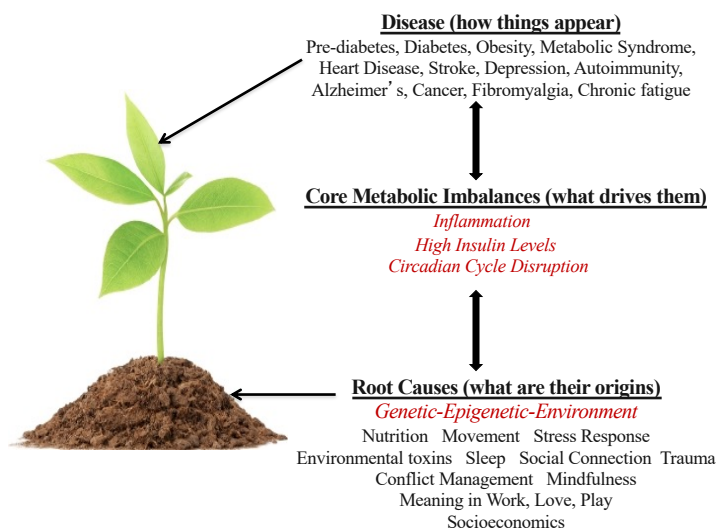 Disease (how things appear)
Pre-diabetes, Diabetes, Obesity, Metabolic Syndrome,
Heart Disease, Stroke, Depression, Autoimmunity,
Alzheimer’s, Cancer, Fibromyalgia, Chronic fatigue
Core Metabolic Imbalances (what drives them)
Inflammation
High Insulin Levels
Circadian Cycle Disruption
Root Causes (what are their origins)
Genetic-Epigenetic-Environment
Nutrition Movement Stress Response
Environmental toxins Sleep Social Connection Trauma
Conflict Management Mindfulness
Meaning in Work, Love, Play
Socioeconomics